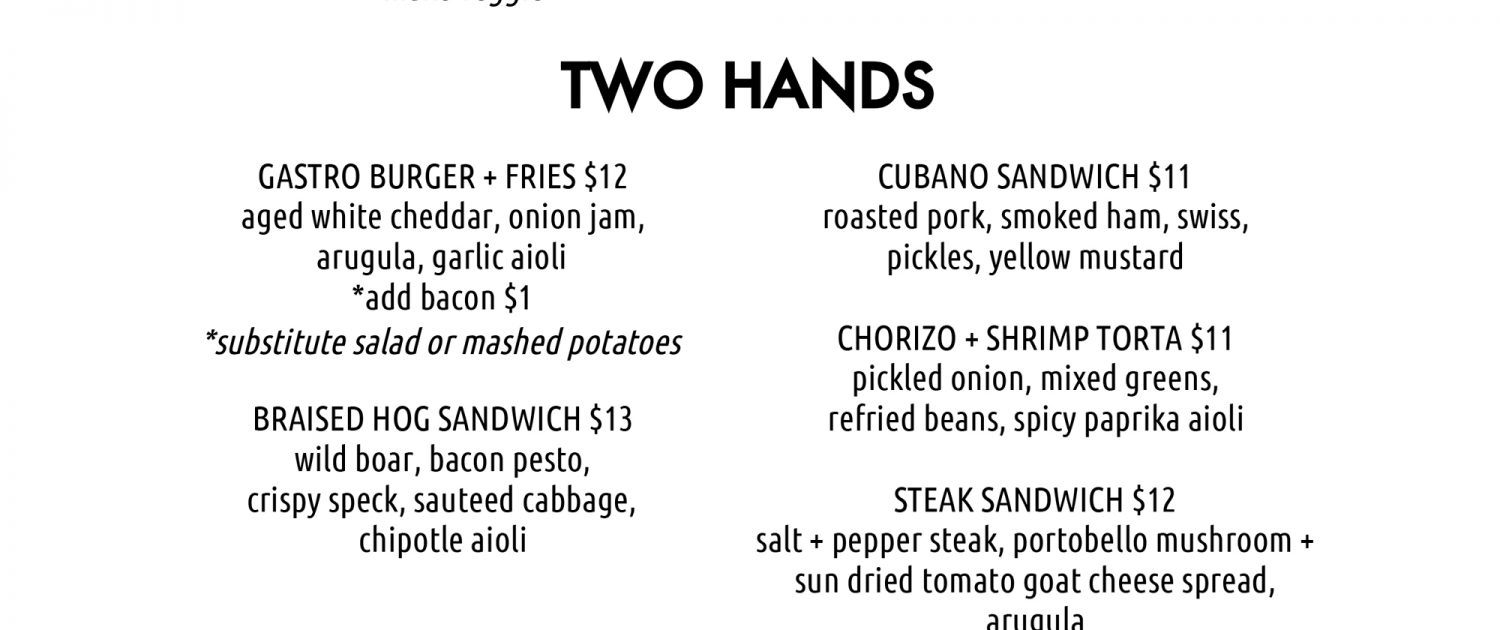 TWO HANDS
GASTRO BURGER + FRIES $12
aged white cheddar, onion jam,
arugula, garlic aioli
*add bacon $1
*substitute salad or mashed potatoes
BRAISED HOG SANDWICH $13
wild boar, bacon pesto,
crispy speck, sauteed cabbage,
chipotle aioli
CUBANO SANDWICH $11
roasted pork, smoked ham, swiss,
pickles, yellow mustard
CHORIZO + SHRIMP TORTA $11
pickled onion, mixed greens,
refried beans, spicy paprika aioli
STEAK SANDWICH $12
salt + pepper steak, portobello mushroom +
sun dried tomato goat cheese spread,
arugula